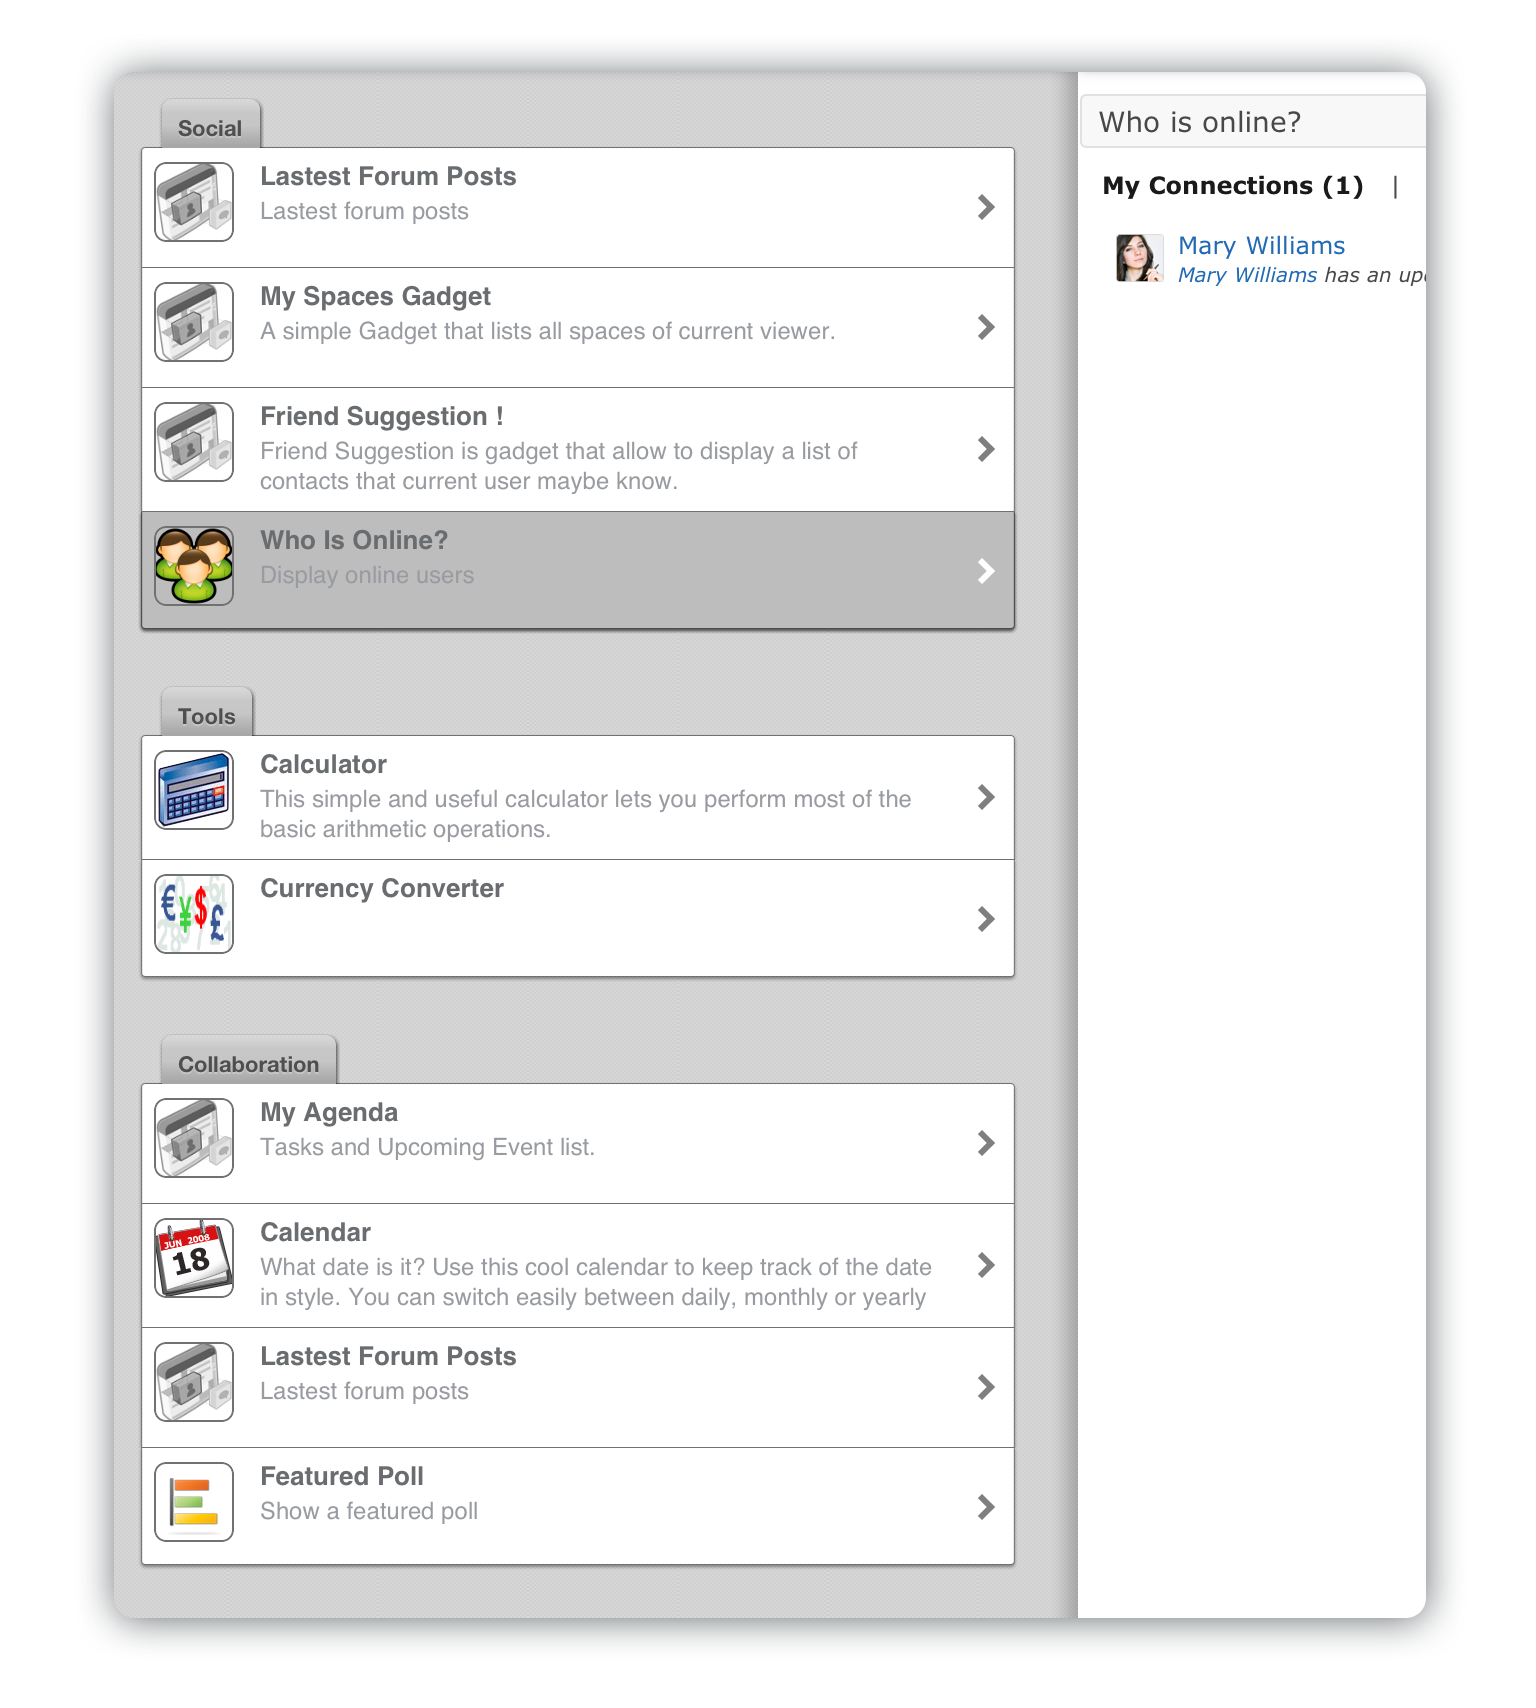 Social
Lastest Forum Posts
Lastest forum posts
My Spaces Gadget
A simple Gadget that lists all spaces of current viewer.
Friend Suggestion !
Friend Suggestion is gadget that allow to display a list of
contacts that current user maybe know.
Who Is Online?
Display online users
Tools
Calculator
This simple and useful calculator lets you perform most of the
basic arithmetic operations.
€ ¥ $ £
Currency Converter
Collaboration
My Agenda
Tasks and Upcoming Event list.
JUN 2008
18
Calendar
What date is it? Use this cool calendar to keep track of the date
in style. You can switch easily between daily, monthly or yearly
Lastest Forum Posts
Lastest forum posts
Featured Poll
Show a featured poll
Who is online?
My Connections (1) |
Mary Williams
Mary Williams has an